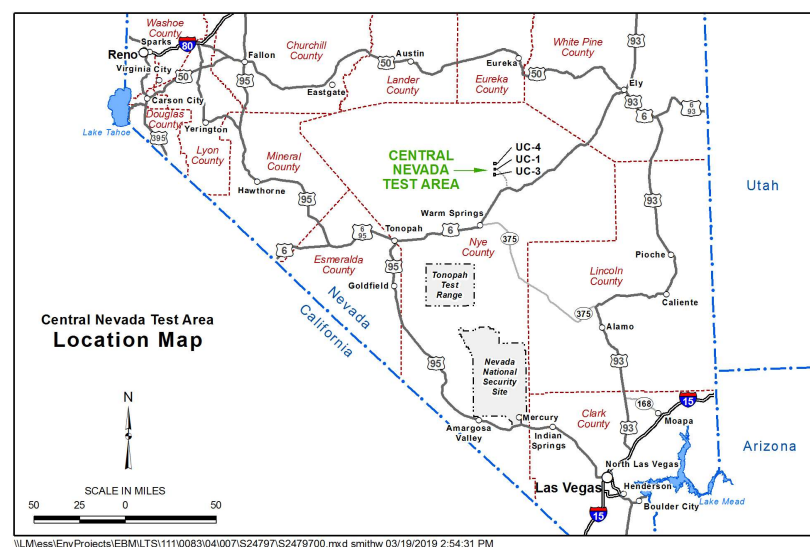 Washoe
County
Sparks
Reno
80
Virginia City
50
Fallon
Churchill
County
95
Eastgate
50
Austin
Lander
County
Eureka
Eureka
County
50
White Pine
County
93
Ely
93
6
6
93
Carson City
Douglas
County
Lake Tahoe
395
Yerington
Lyon
County
Mineral
County
Hawthorne
95
CENTRAL
NEVADA
TEST AREA
UC-4
UC-1
UC-3
Utah
93
Warm Springs
6
95
Tonopah
6
Nye
County
375
6
Esmeralda
County
95
Goldfield
Tonopah
Test
Range
Pioche
Lincoln
County
Caliente
375
Alamo
Nevada
California
Central Nevada Test Area
Location Map
Nevada
National
Security
Site
95
93
Mercury
Amargosa
Valley
Indian
Springs
Clark
County
168
15
Moapa
93
Arizona
North Las Vegas
Las Vegas
Henderson
Boulder City
Lake Mead
15
N
SCALE IN MILES
50 25 0 50
\\LM\ess\EnvProjects\EBM\LTS\111\0083\04\007\S24797\S2479700.mxd smithw 03/19/2019 2:54:31 PM